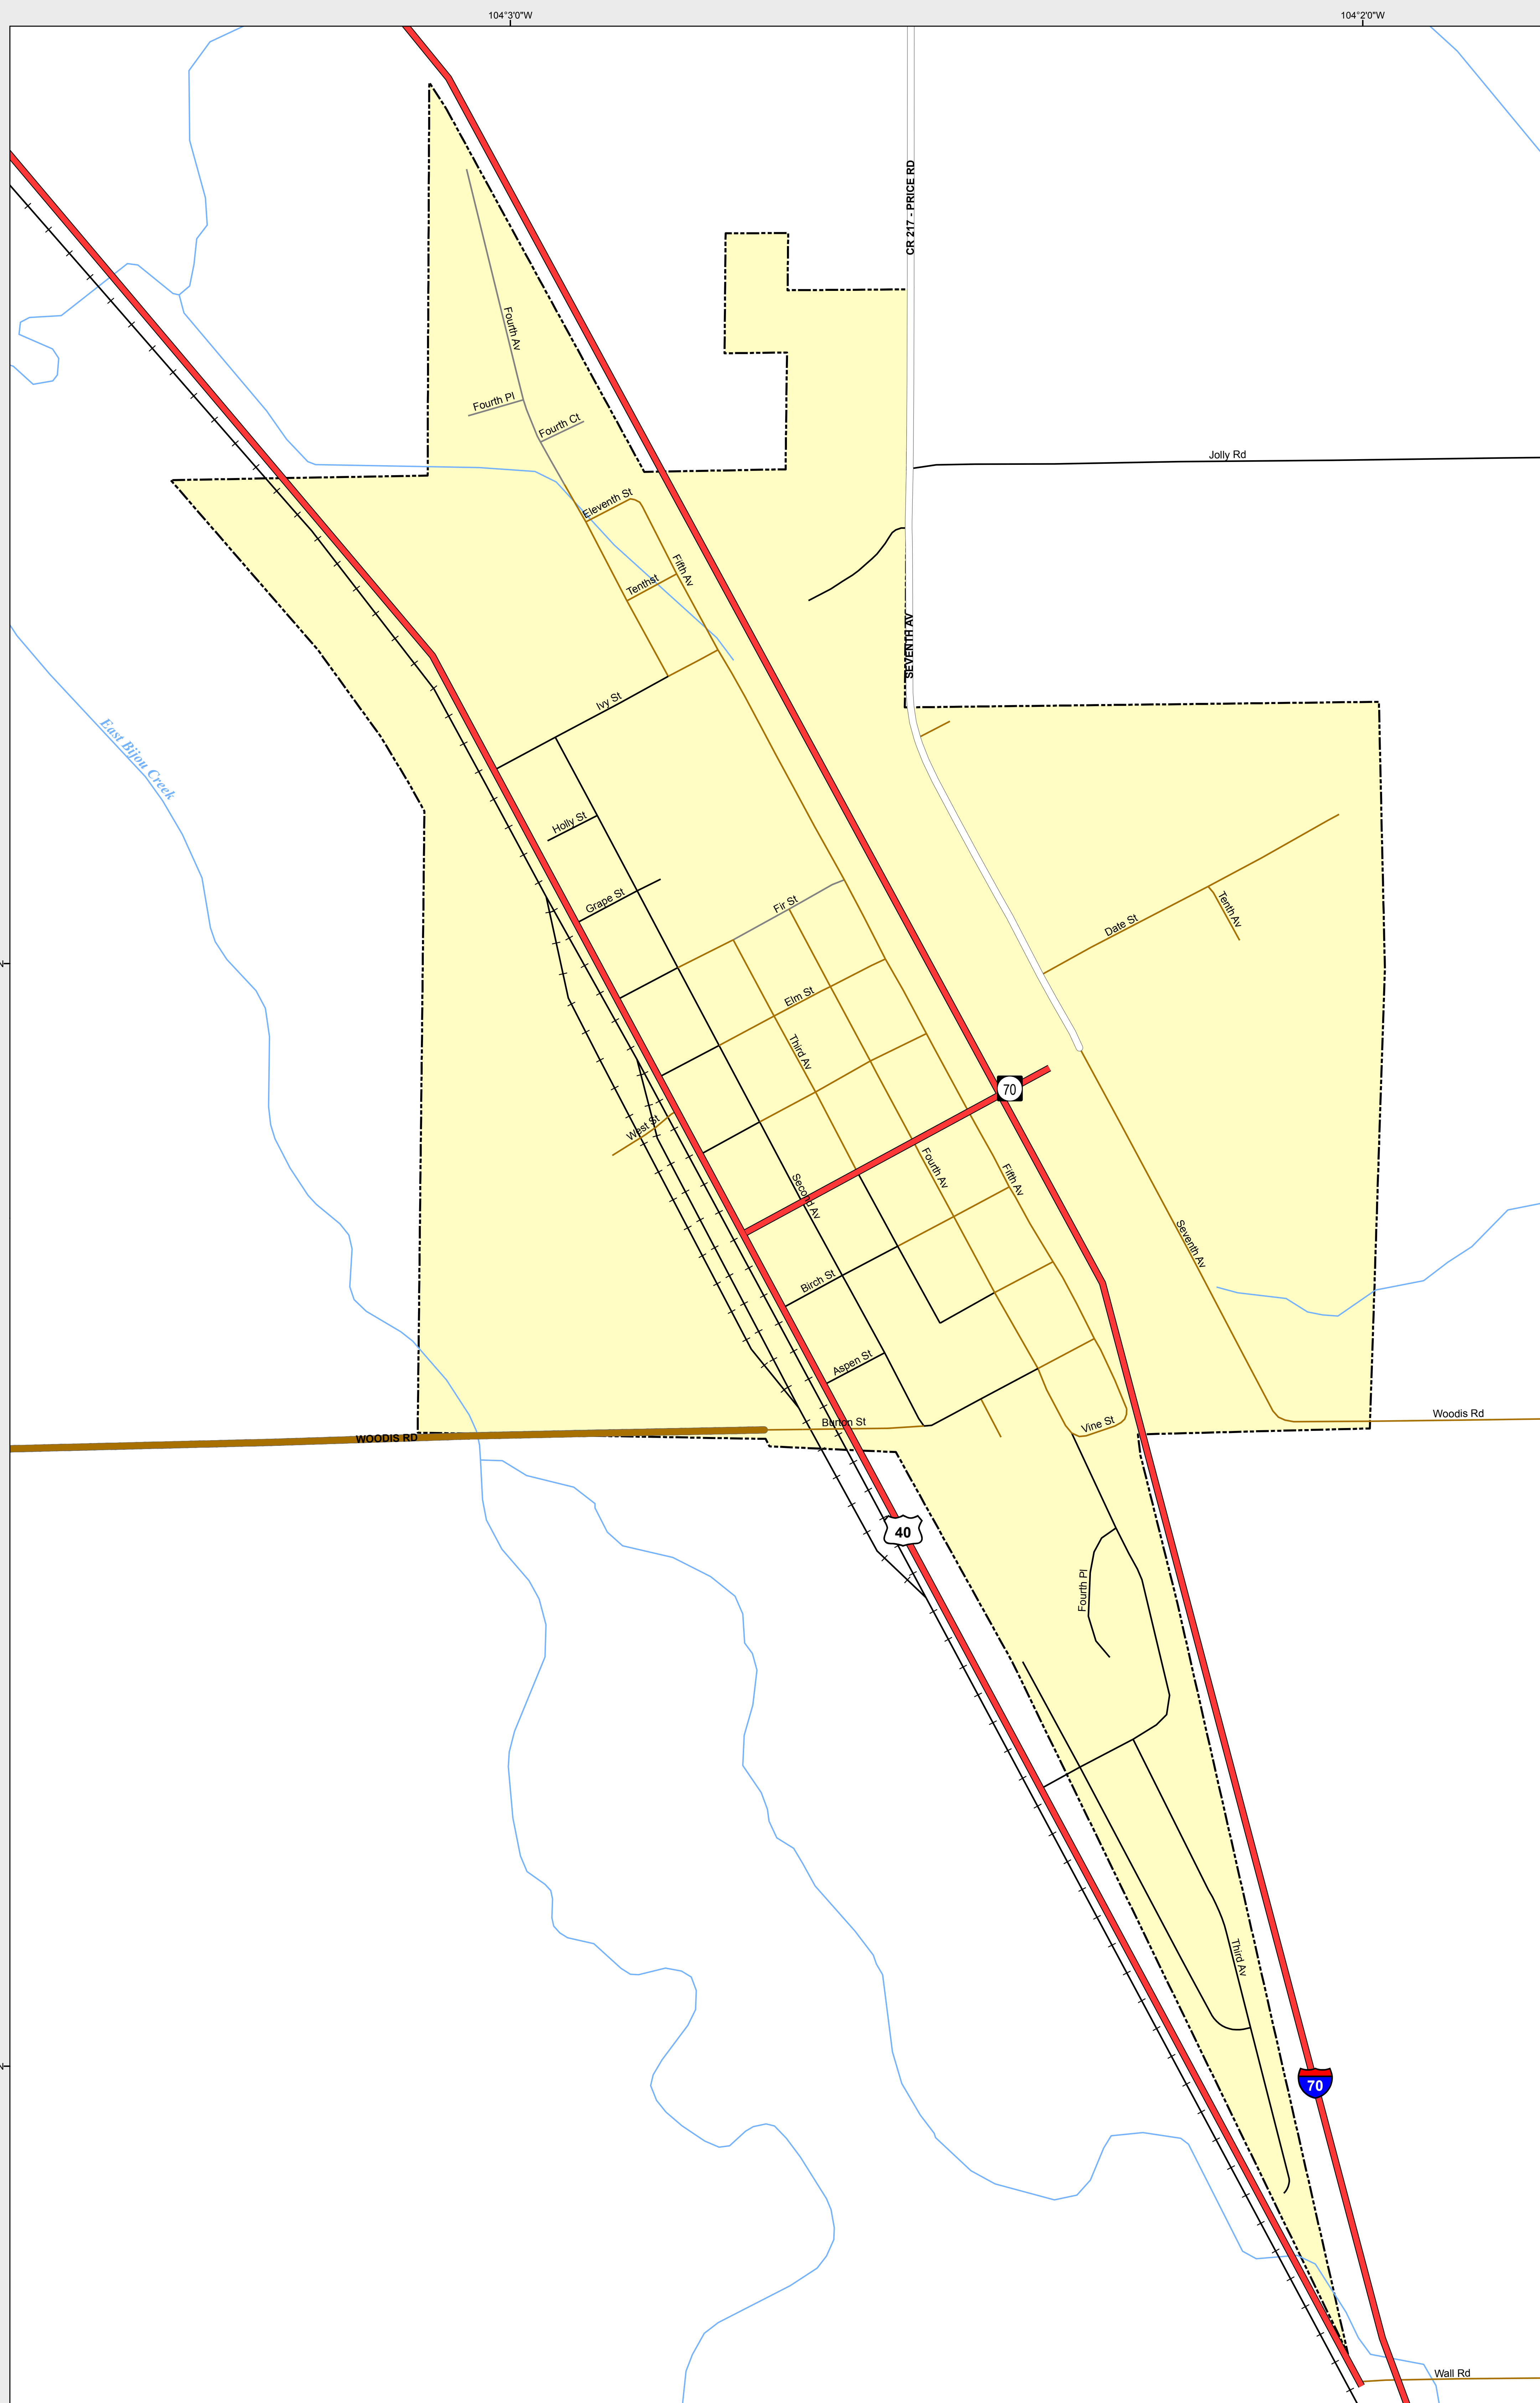 104°3'0"W
104°2'0"W
CR 217 - PRICE RD
Fourth Av
Fourth Pl
Fourth Ct
Jolly Rd
Eleventh St
Fifth Av
Tenthst
SEVENTH AV
Ivy St
East Bijou Creek
Holly St
Grape St
Fir St
Date St
Tenth Av
Elm St
Third Av
70
West St
Second Av
Fourth Av
Fifth Av
Seventh Av
Birch St
Aspen St
Burton St
Vine St
Woodis Rd
WOODIS RD
40
Fourth Pl
Third Av
70
Wall Rd